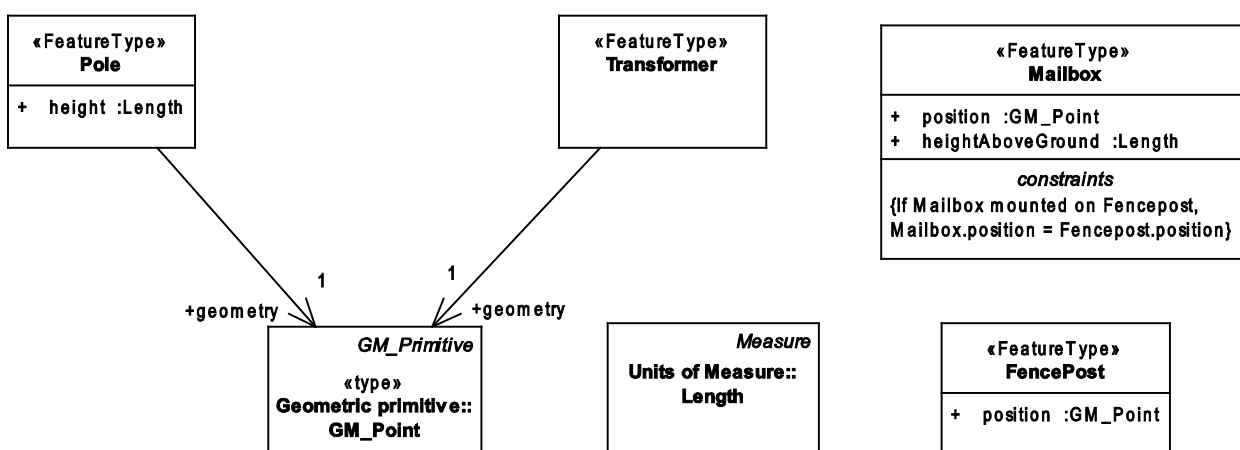 «FeatureType»
Pole
+ height :Length
«FeatureType»
Transformer
«FeatureType»
Mailbox
+ position :GM_Point
+ heightAboveGround :Length
constraints
{If Mailbox mounted on Fencepost,
Mailbox.position = Fencepost.position}
1
+geometry
1
+geometry
GM_Primitive
«type»
Geometric primitive::
GM_Point
Measure
Units of Measure::
Length
«FeatureType»
FencePost
+ position :GM_Point